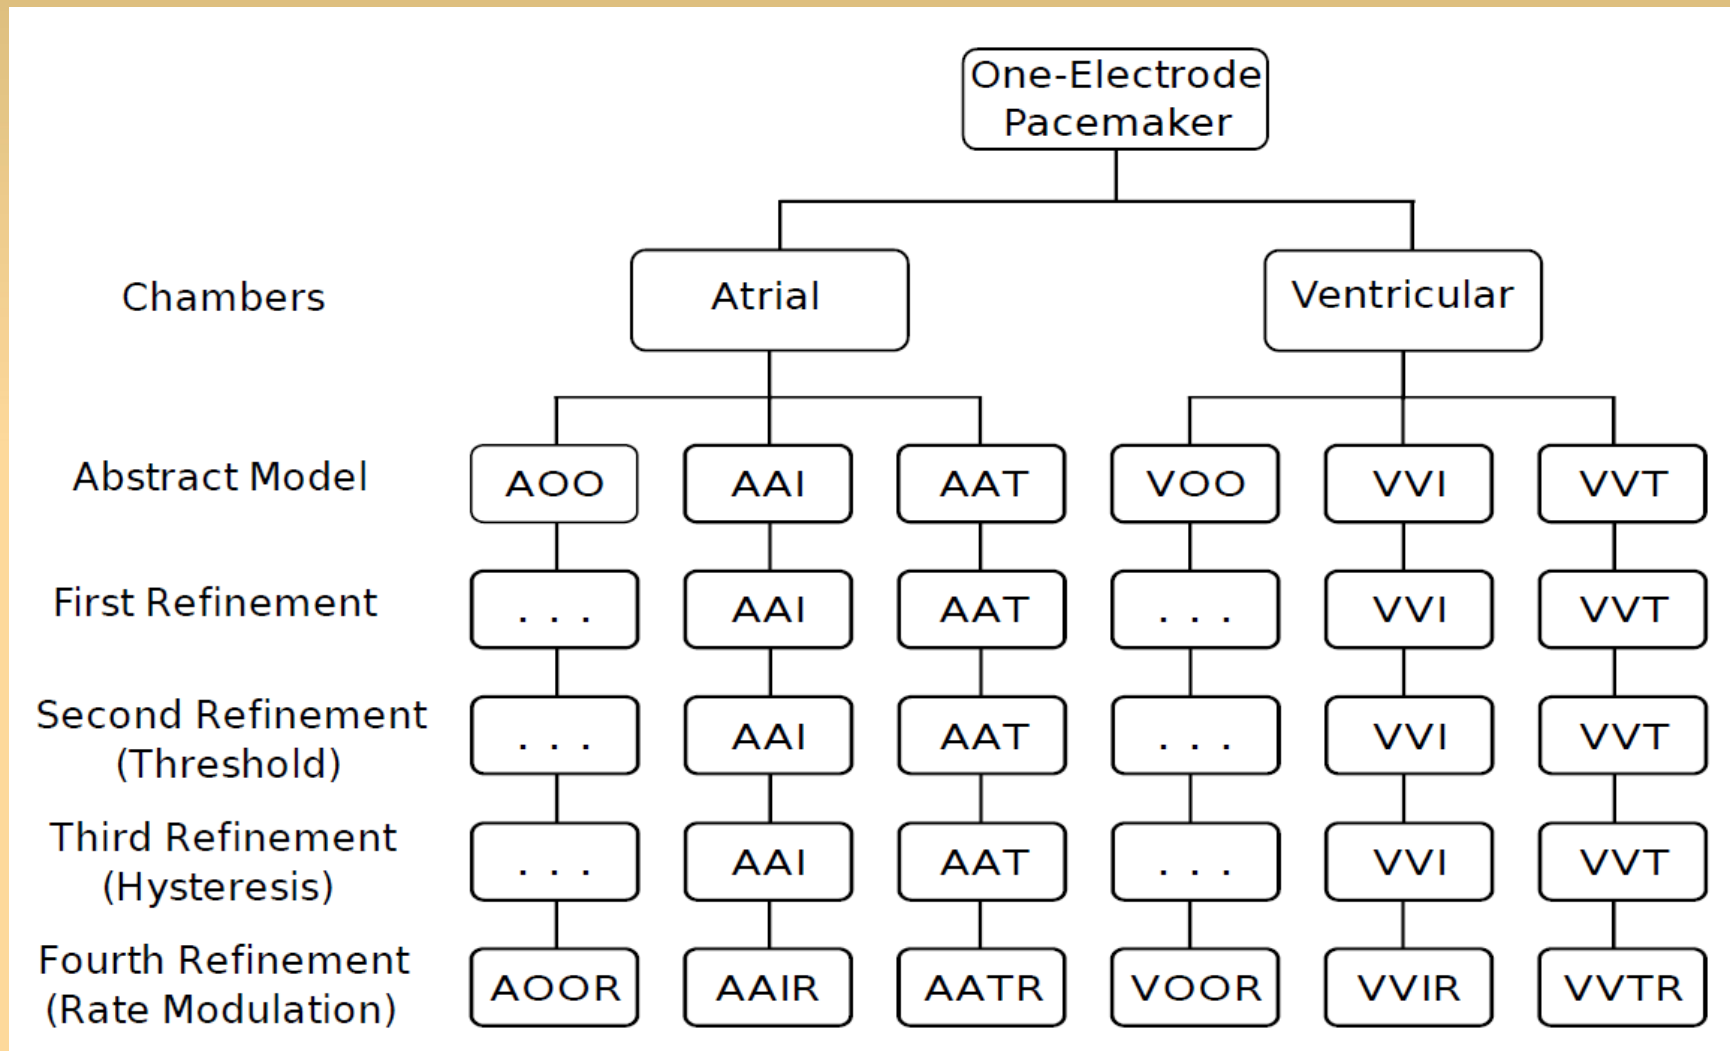 One-Electrode
Pacemaker
Chambers
Atrial
Ventricular
Abstract Model
AOO
AAI
AAT
VOO
VVI
VVT
First Refinement
. . .
AAI
AAT
. . .
VVI
VVT
Second Refinement
(Threshold)
. . .
AAI
AAT
. . .
VVI
VVT
Third Refinement
(Hysteresis)
. . .
AAI
AAT
. . .
VVI
VVT
Fourth Refinement
(Rate Modulation)
AOOR
AAIR
AATR
VOOR
VVIR
VVTR